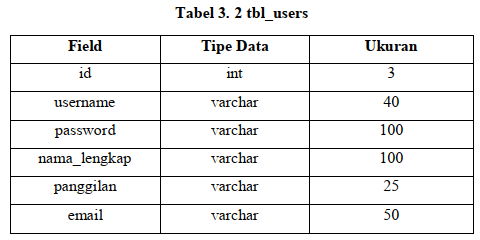 Tabel 3. 2 tbl_users
Field Tipe Data Ukuran
id int 3
username varchar 40
password varchar 100
nama_lengkap varchar 100
panggilan varchar 25
email varchar 50